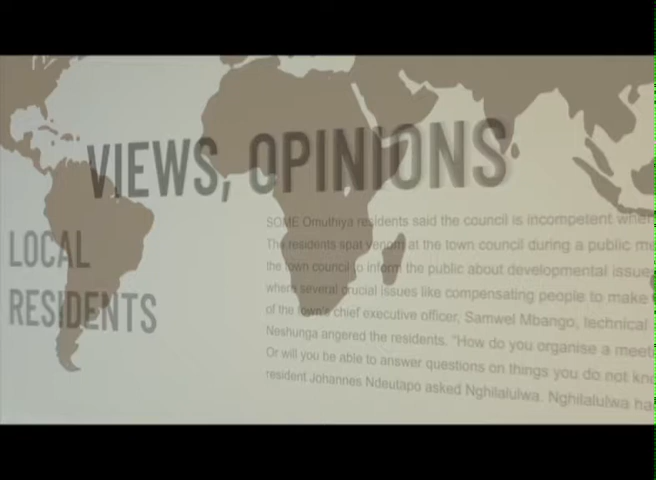 VIEWS, OPINIONS
LOCAL
RESIDENTS
SOME Omuthiya residents said the council is incompetent when
The residents spat venom at the town council during a public me
the town council to inform the public about developmental issue
where several crucial issues like compensating people to make
of the town's chief executive officer, Samwel Mbango, technical
Neshunga angered the residents. "How do you organise a meet
Or will you be able to answer questions on things you do not kno
resident Johannes Ndeutapo asked Nghilalulwa. Nghilalulwa ha